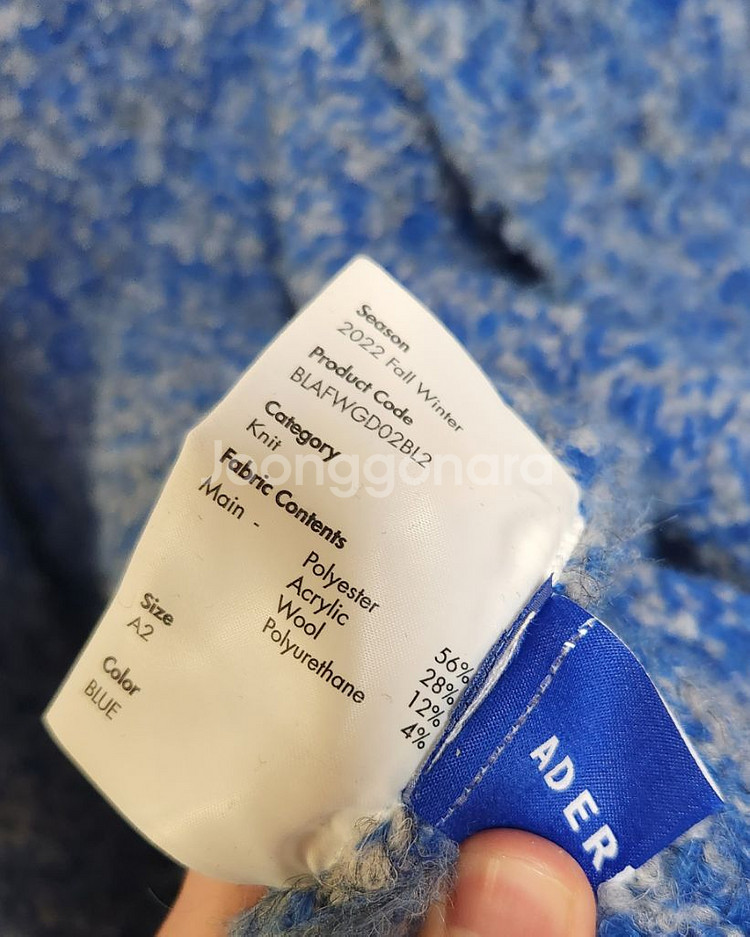 Season
2022 Fall Winter
Product Code
BLAFWGD02BL2
Category
Knit
Fabric Contents
Main -
Polyester 56%
Acrylic 28%
Wool 12%
Polyurethane 4%
Size
A2
Color
BLUE
ADER
Joonggonara